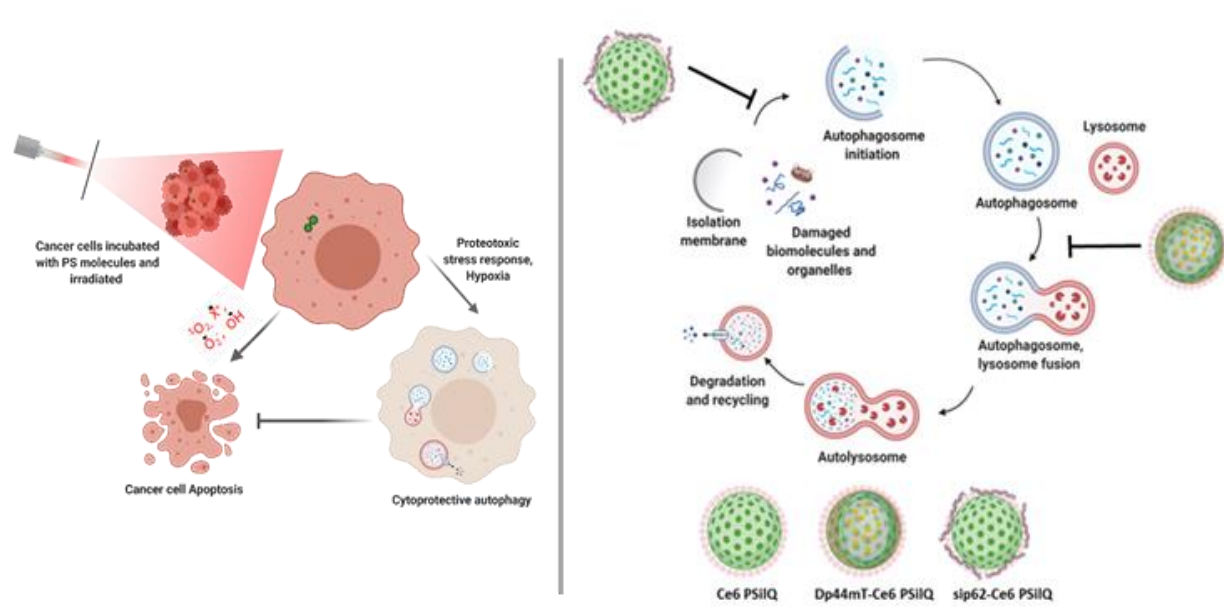 Cancer cells incubated
with PS molecules and
irradiated
Proteotoxic
stress response,
Hypoxia
Cancer cell Apoptosis
Cytoprotective autophagy
Autophagosome
initiation
Lysosome
Autophagosome
Isolation
membrane
Damaged
biomolecules and
organelles
Autophagosome,
lysosome fusion
Degradation
and recycling
Autolysosome
Ce6 PSilQ
Dp44mT-Ce6 PSilQ
sip62-Ce6 PSilQ